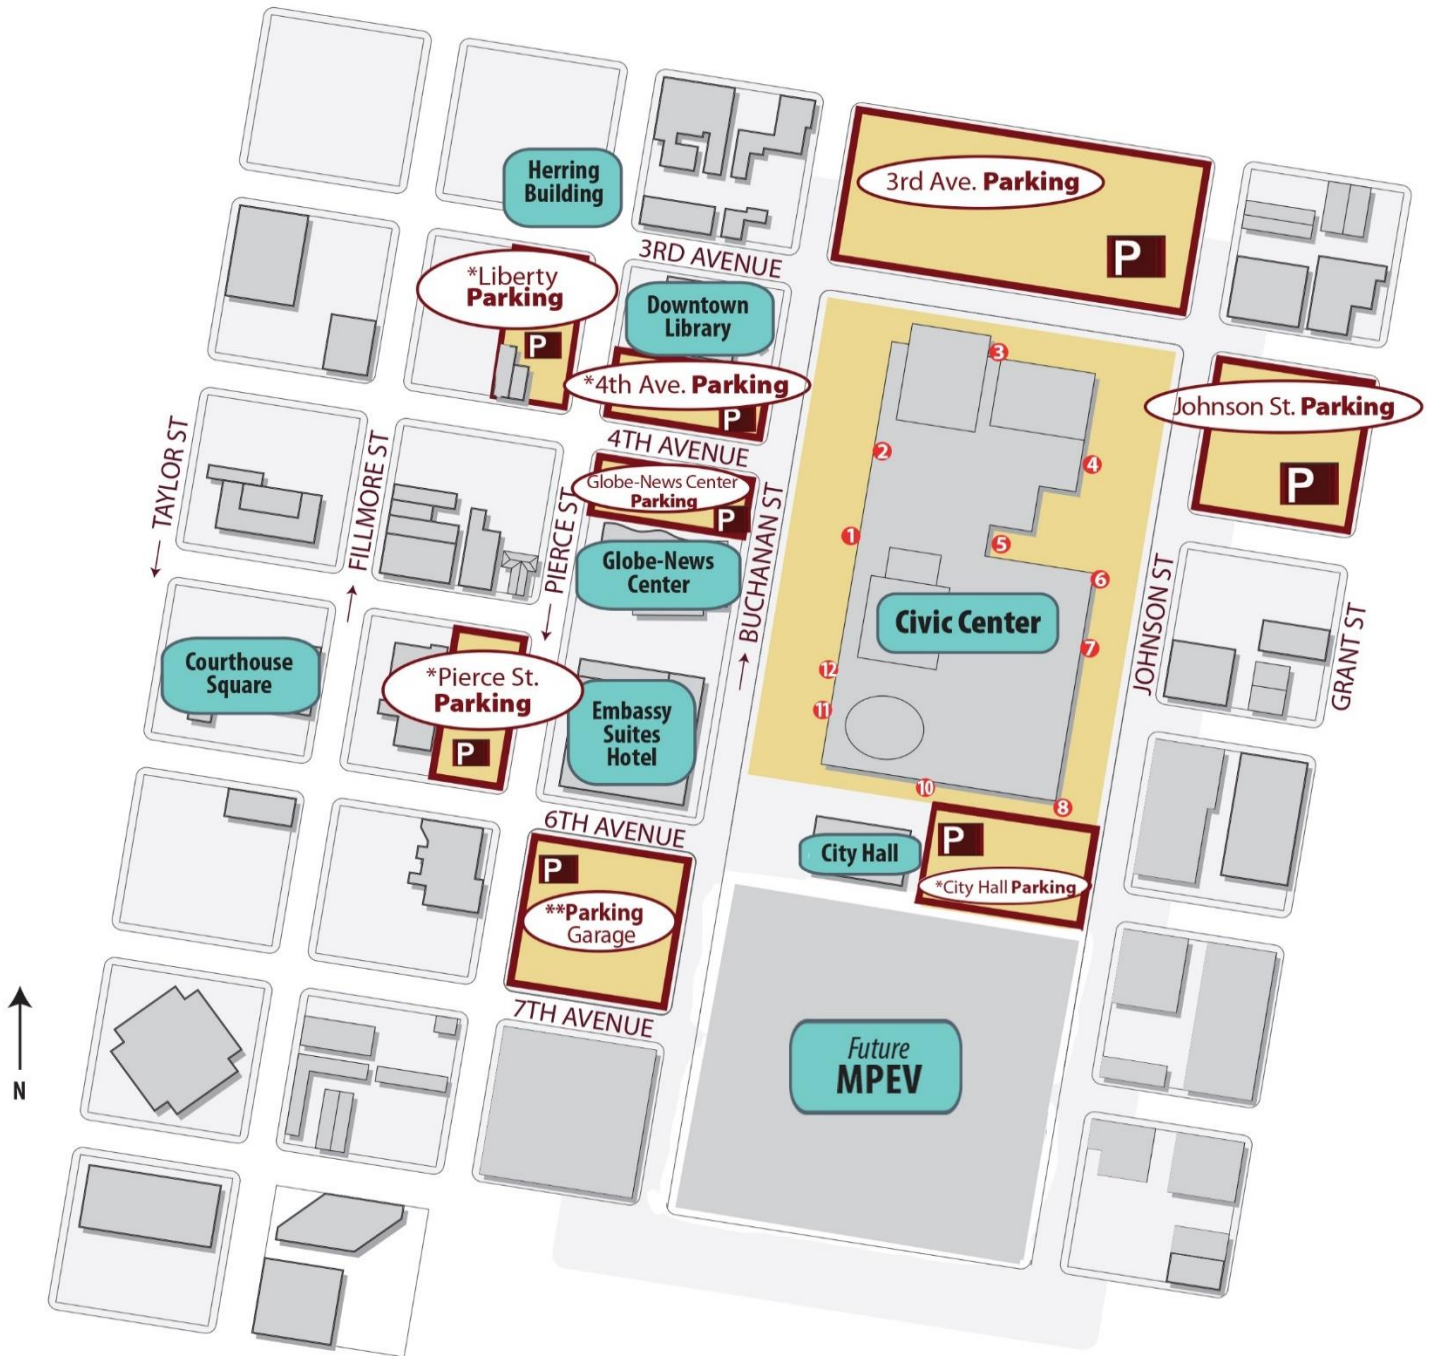 Herring
Building
3rd Ave. Parking
P
3RD AVENUE
*Liberty
Parking
P
Downtown
Library
*4th Ave. Parking
P
4TH AVENUE
Johnson St. Parking
P
Globe-News Center
Parking
P
Globe-News
Center
TAYLOR ST
FILLMORE ST
PIERCE ST
BUCHANAN ST
JOHNSON ST
GRANT ST
3
2
4
1
5
6
Civic Center
7
12
11
10
8
Courthouse
Square
*Pierce St.
Parking
P
Embassy
Suites
Hotel
6TH AVENUE
City Hall
P
*City Hall Parking
P
**Parking
Garage
7TH AVENUE
Future
MPEV
N